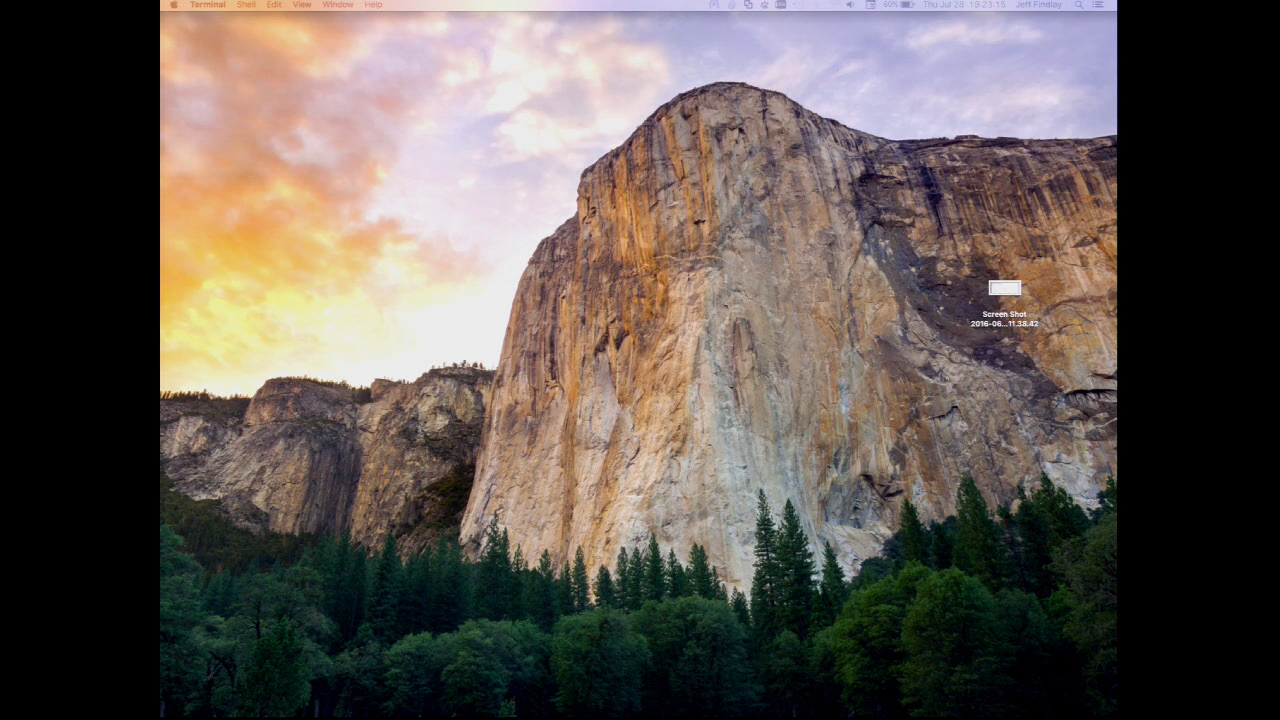 Terminal Shell Edit View Window Help 60% Thu Jul 28 19:23:15 Jeff Findlay
Screen Shot
2016-06...11.38.42